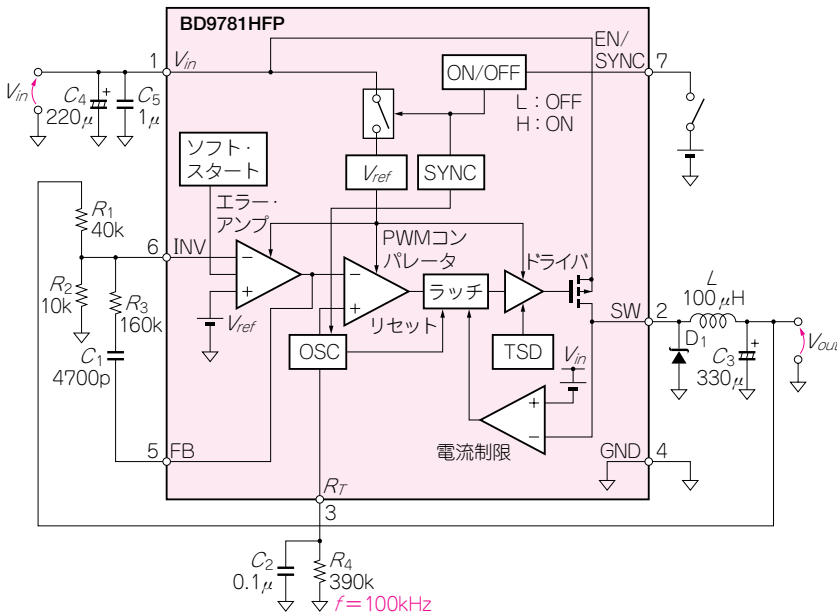 BD9781HFP
EN/
SYNC
1
Vin
7
ON/OFF
L：OFF
H：ON
Vin
C4
220μ
+
C5
1μ
ソフト・
スタート
Vref
SYNC
エラー・
アンプ
PWMコン
パレータ
ドライバ
R1
40k
6
INV
−
−
+
−
+
ラッチ
リセット
R2
10k
R3
160k
Vref
OSC
TSD
SW
2
L
100μH
D1
C3
330μ
+
Vout
C1
4700p
Vin
+
−
電流制限
5
FB
GND
4
RT
3
C2
0.1μ
R4
390k
f＝100kHz